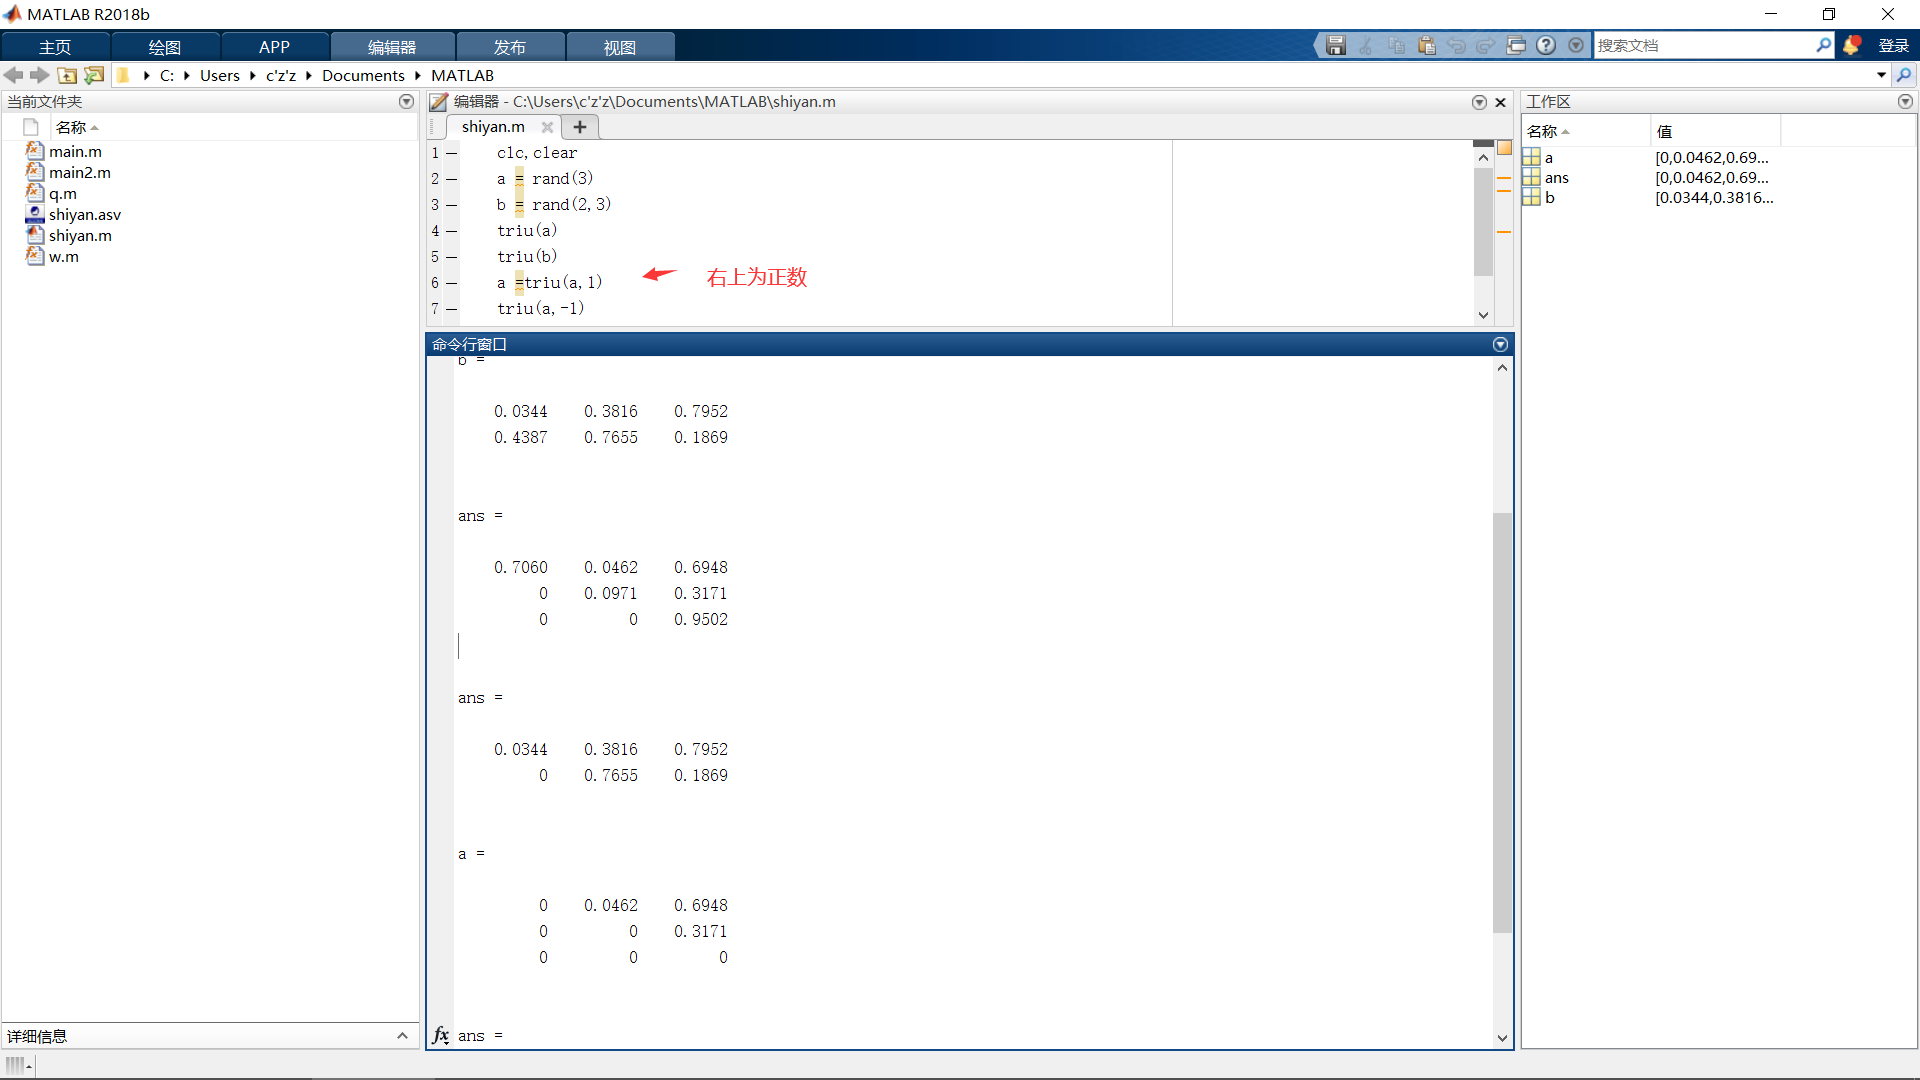 MATLAB R2018b
主页 绘图 APP 编辑器 发布 视图 搜索文档 登录
C: Users c'z'z Documents MATLAB
当前文件夹
名称
main.m
main2.m
q.m
shiyan.asv
shiyan.m
w.m
详细信息
编辑器 - C:\Users\c'z'z\Documents\MATLAB\shiyan.m
shiyan.m
1 — clc,clear
2 — a = rand(3)
3 — b = rand(2,3)
4 — triu(a)
5 — triu(b)
6 — a =triu(a,1) 右上为正数
7 — triu(a,-1)
命令行窗口
b =
0.0344 0.3816 0.7952
0.4387 0.7655 0.1869
ans =
0.7060 0.0462 0.6948
0 0.0971 0.3171
0 0 0.9502
ans =
0.0344 0.3816 0.7952
0 0.7655 0.1869
a =
0 0.0462 0.6948
0 0 0.3171
0 0 0
fx ans =
工作区
名称 值
a [0,0.0462,0.69...
ans [0,0.0462,0.69...
b [0.0344,0.3816...